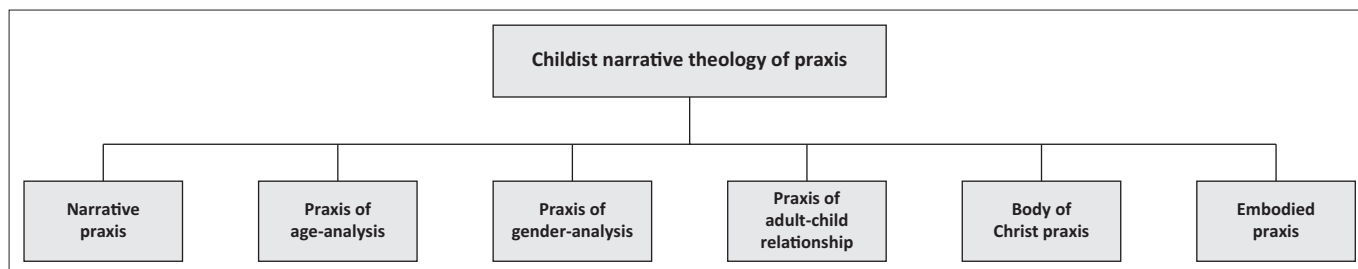 Childist narrative theology of praxis
Narrative
praxis
Praxis of
age-analysis
Praxis of
gender-analysis
Praxis of
adult-child
relationship
Body of
Christ praxis
Embodied
praxis